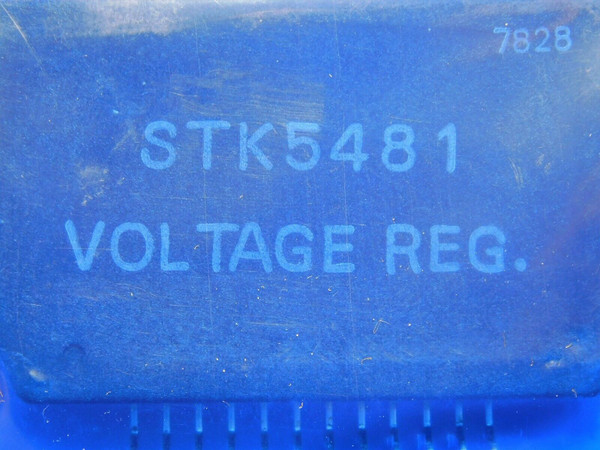 7828
STK5481
VOLTAGE REG.